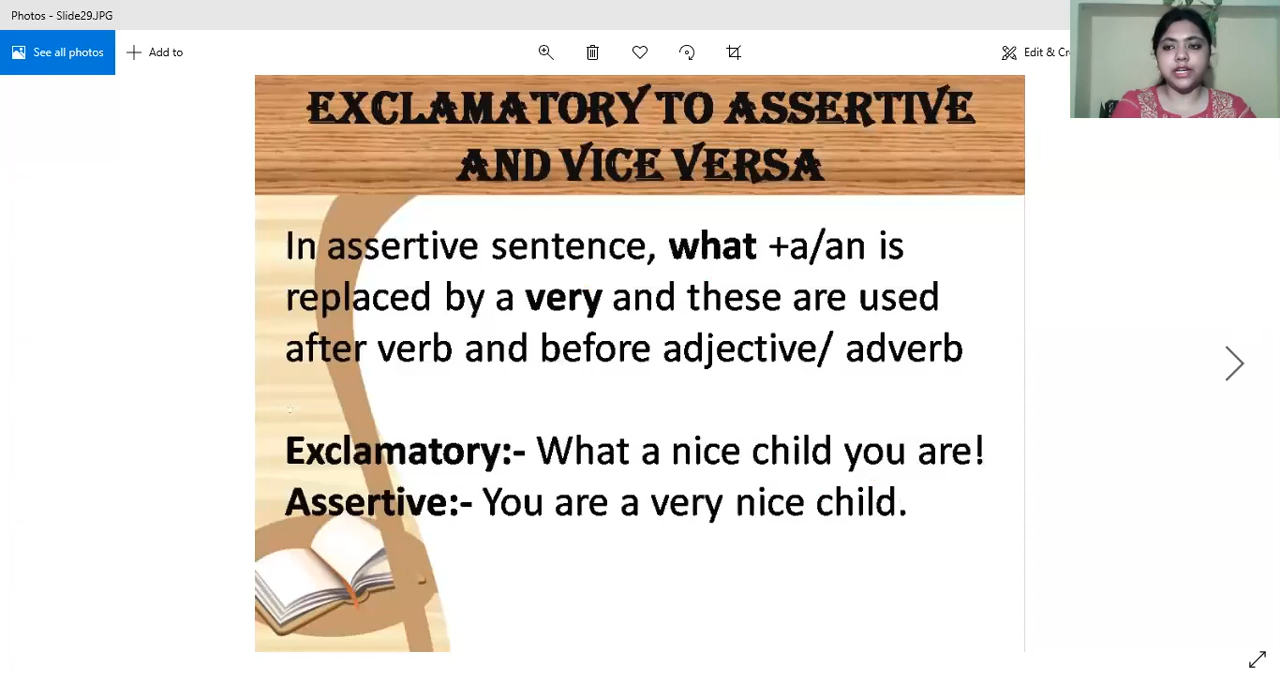 Photos - Slide29.JPG
See all photos
Add to
Edit & Cr
EXCLAMATORY TO ASSERTIVE
AND VICE VERSA
In assertive sentence, what +a/an is
replaced by a very and these are used
after verb and before adjective/ adverb
Exclamatory:- What a nice child you are!
Assertive:- You are a very nice child.